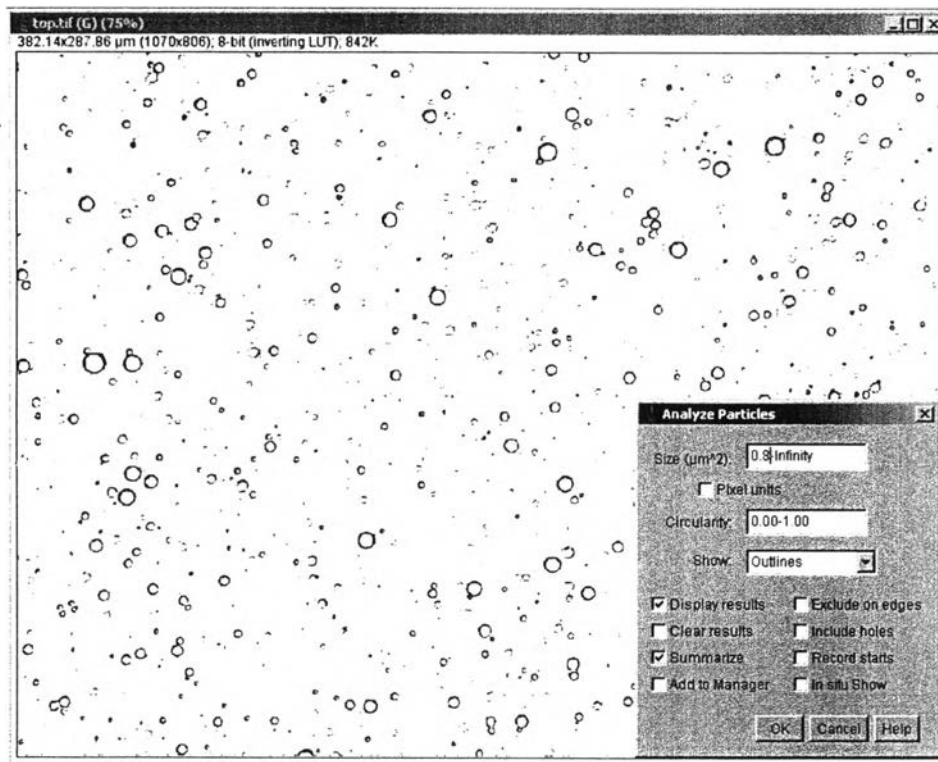 top.tif (G) (75%)
382.14x287.86 µm (1070x806); 8-bit (inverting LUT); 842K
Analyze Particles
Size (µm^2): 0.8-Infinity
Pixel units
Circularity: 0.00-1.00
Show: Outlines
Display results Exclude on edges
Clear results Include holes
Summarize Record starts
Add to Manager In situ Show
OK Cancel Help